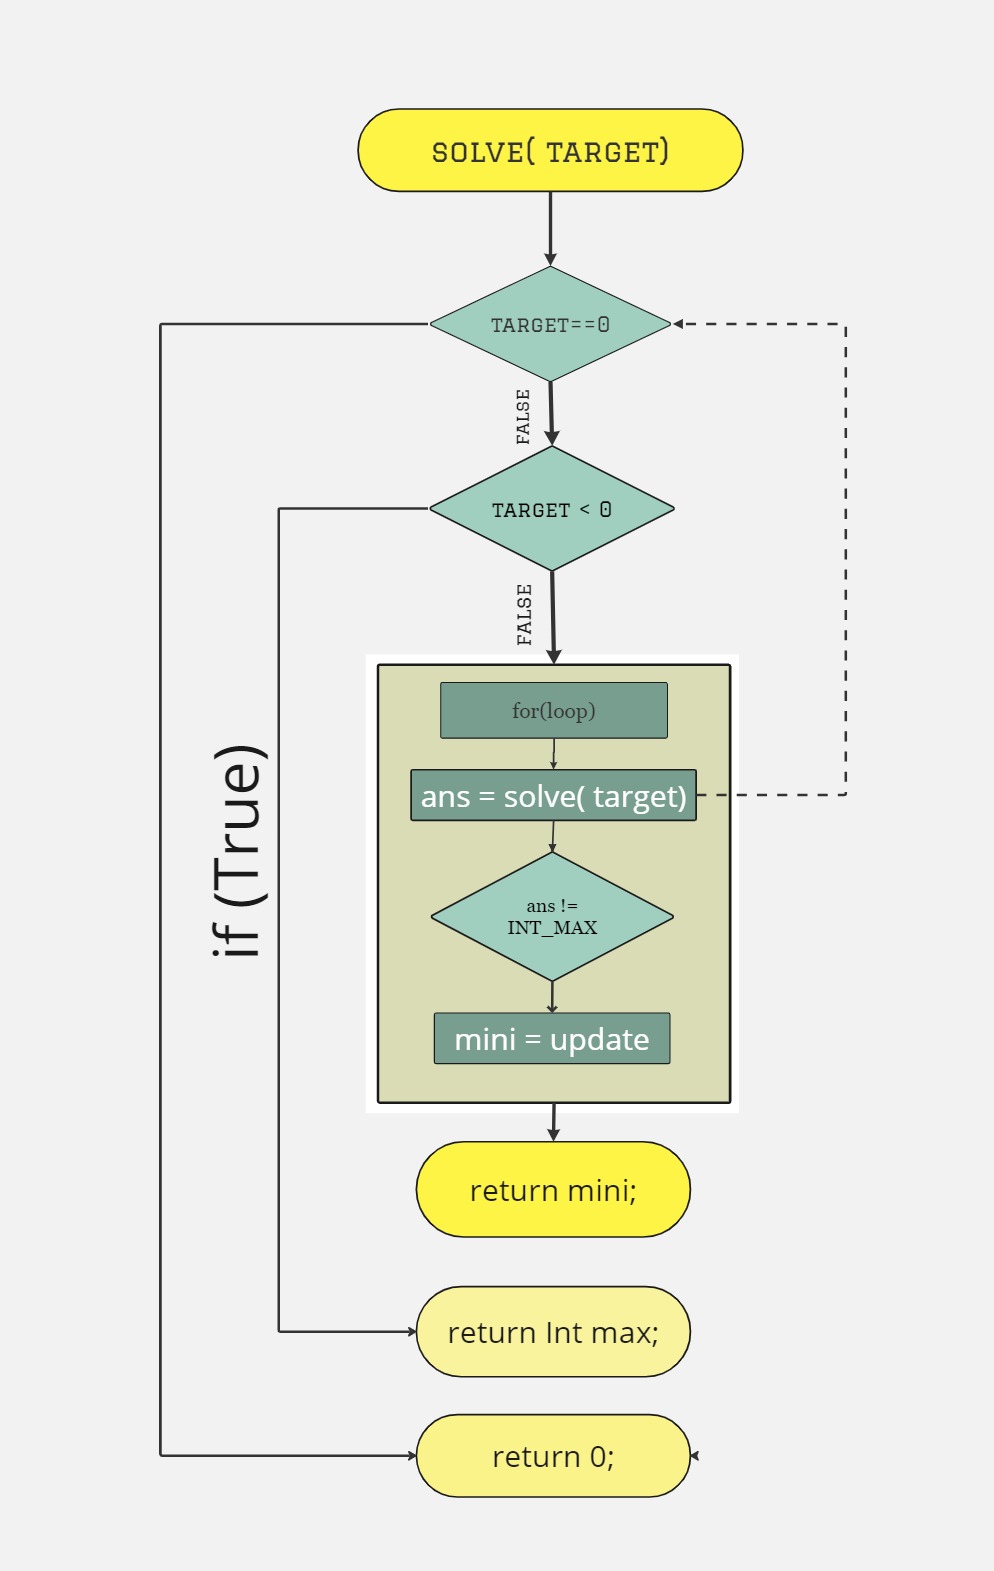 SOLVE( TARGET)
TARGET==0
FALSE
TARGET < 0
FALSE
for(loop)
if (True)
ans = solve( target)
ans !=
INT_MAX
mini = update
return mini;
return Int max;
return 0;